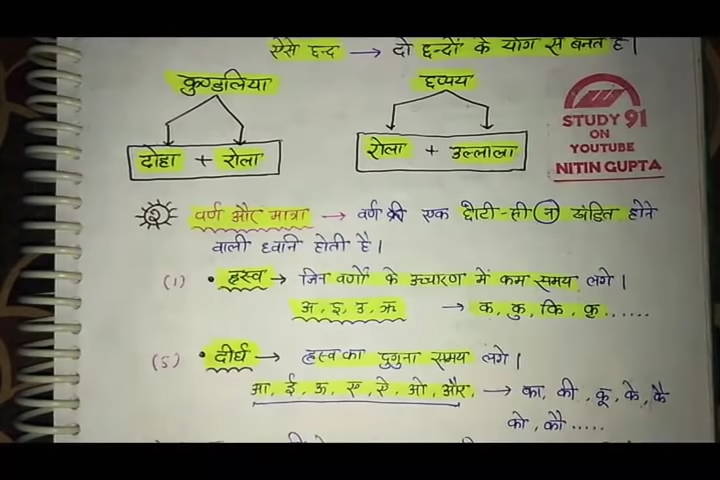 ऐसे छन्द → दो छन्दों के योग से बनते है।
कुण्डलिया
छप्पय
दोहा + रोला
रोला + उल्लाला
STUDY 91
ON
YOUTUBE
NITIN GUPTA
② वर्ण और मात्रा → वर्ण की एक छोटी-सी न खंडित होने
वाली ध्वनि होती है।
(1) • ह्रस्व → जिन वर्णों के उच्चारण में कम समय लगे।
अ, इ, उ, ऋ → क, कु, कि, कृ.....
(S) • दीर्घ → ह्रस्व का दुगुना समय लगे।
आ, ई, ऊ, ए, ऐ, ओ, और, → का, की, कू, के, कै
को, कौ.....